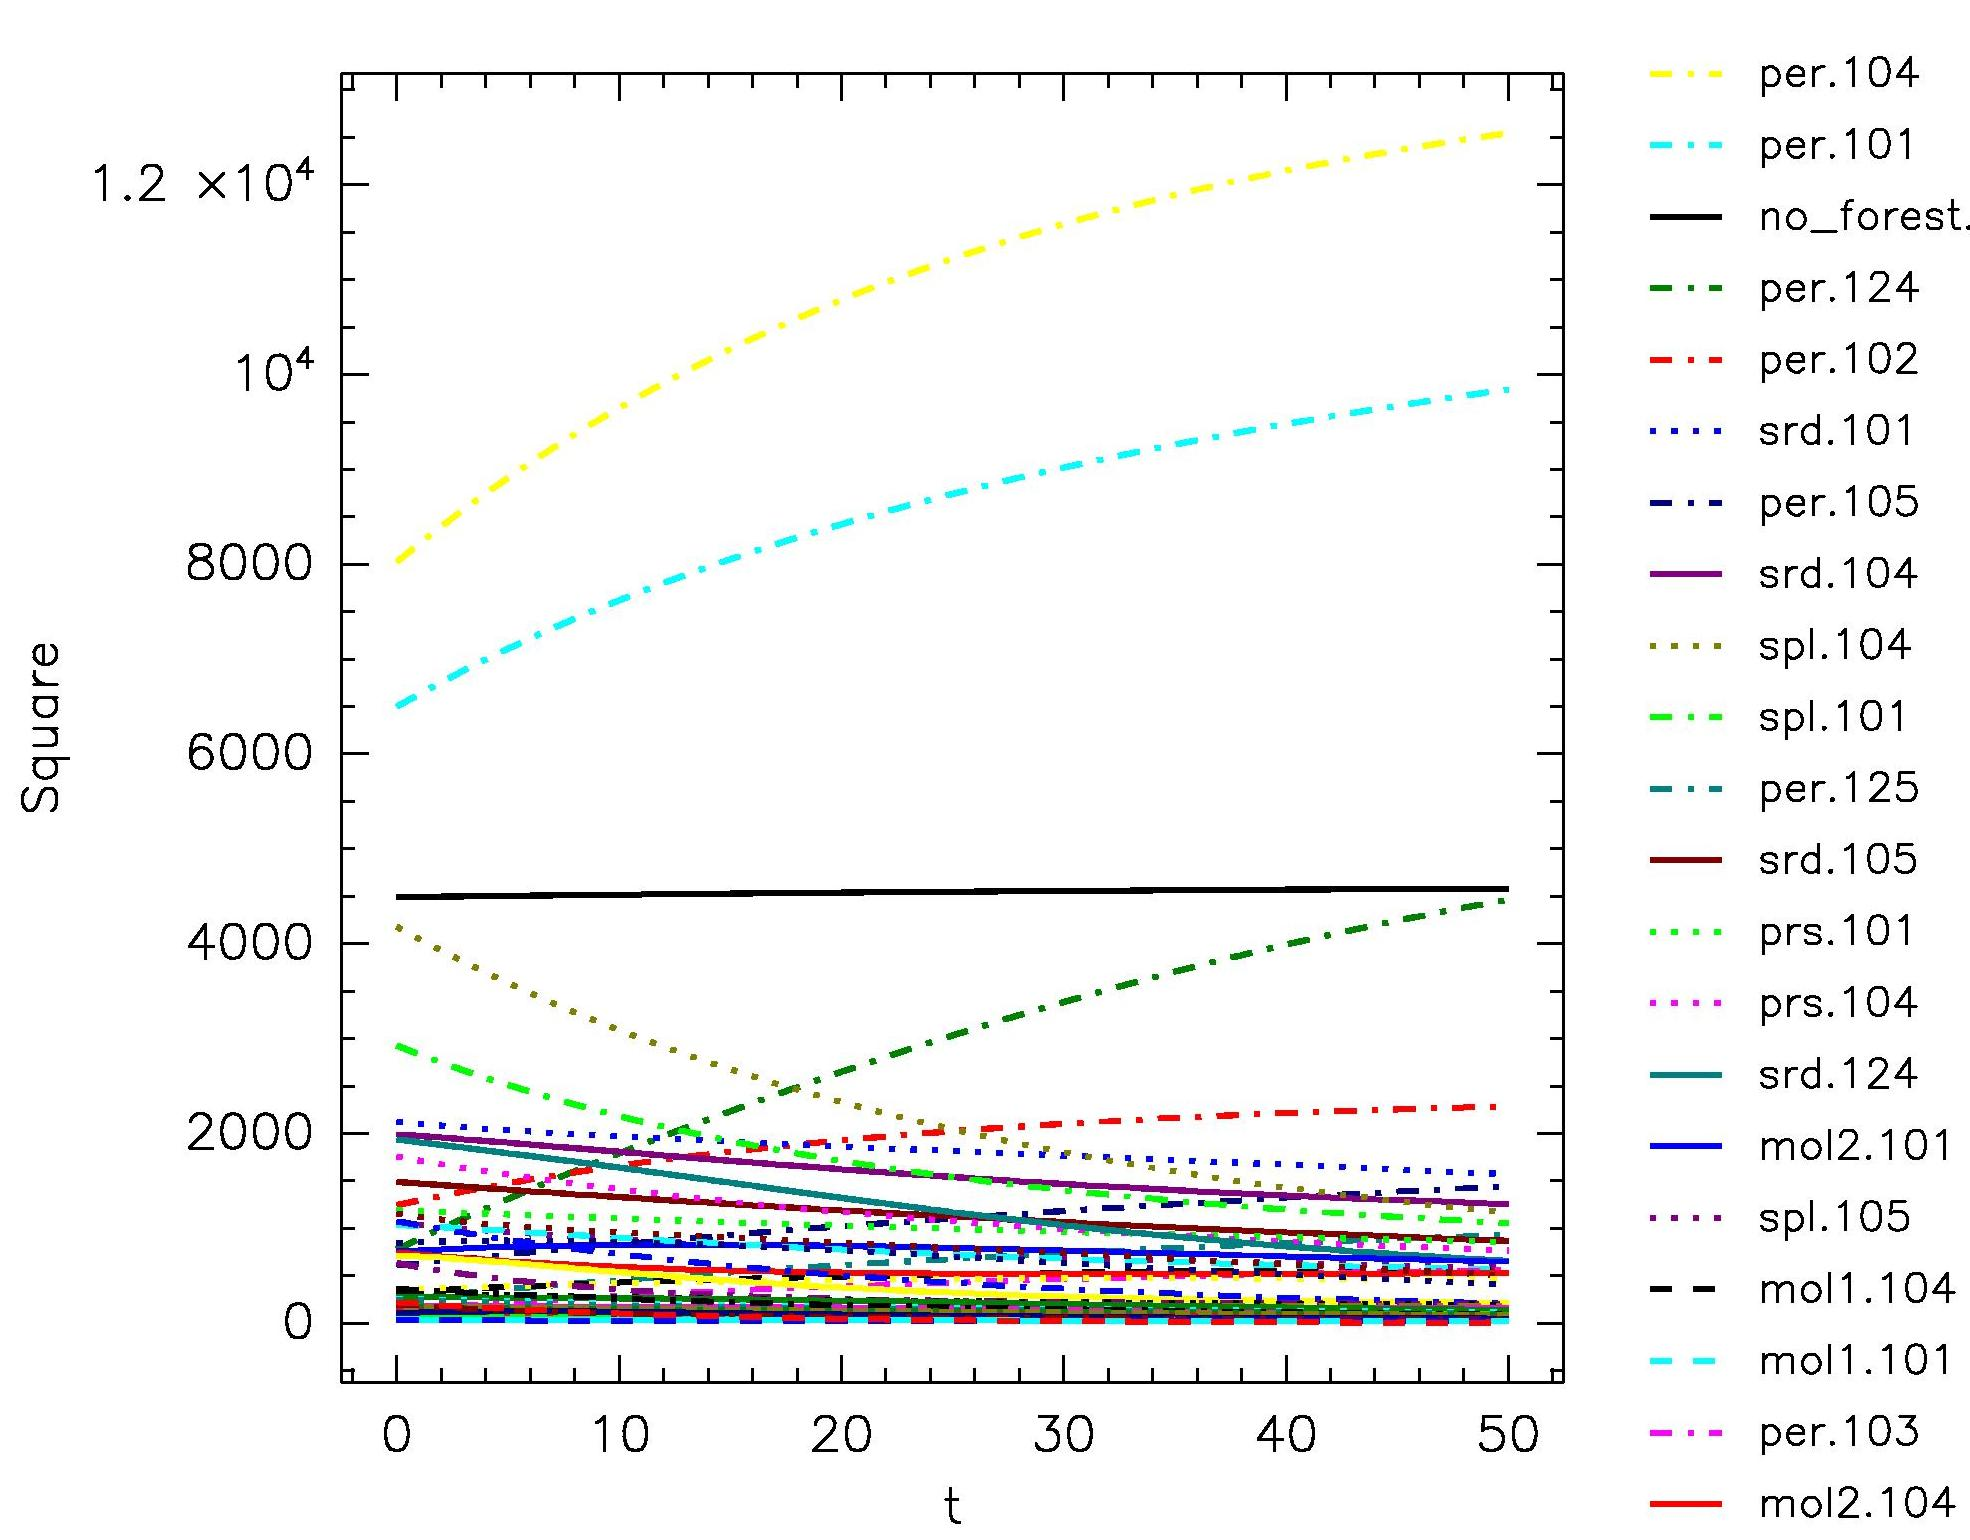 1.2 ×10⁴
10⁴
8000
6000
4000
2000
0
Square
0 10 20 30 40 50
t
per.104
per.101
no_forest.
per.124
per.102
srd.101
per.105
srd.104
spl.104
spl.101
per.125
srd.105
prs.101
prs.104
srd.124
mol2.101
spl.105
mol1.104
mol1.101
per.103
mol2.104